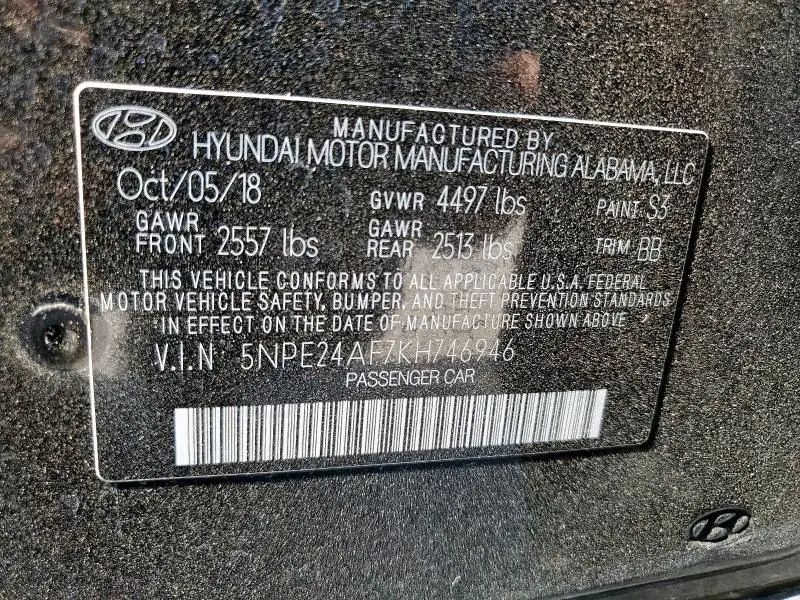 MANUFACTURED BY
HYUNDAI MOTOR MANUFACTURING ALABAMA, LLC
Oct/05/18 GVWR 4497 lbs PAINT S3
GAWR FRONT 2557 lbs GAWR REAR 2513 lbs TRIM BB
THIS VEHICLE CONFORMS TO ALL APPLICABLE U.S.A. FEDERAL
MOTOR VEHICLE SAFETY, BUMPER, AND THEFT PREVENTION STANDARDS
IN EFFECT ON THE DATE OF MANUFACTURE SHOWN ABOVE
V.I.N 5NPE24AF7KH746946
PASSENGER CAR